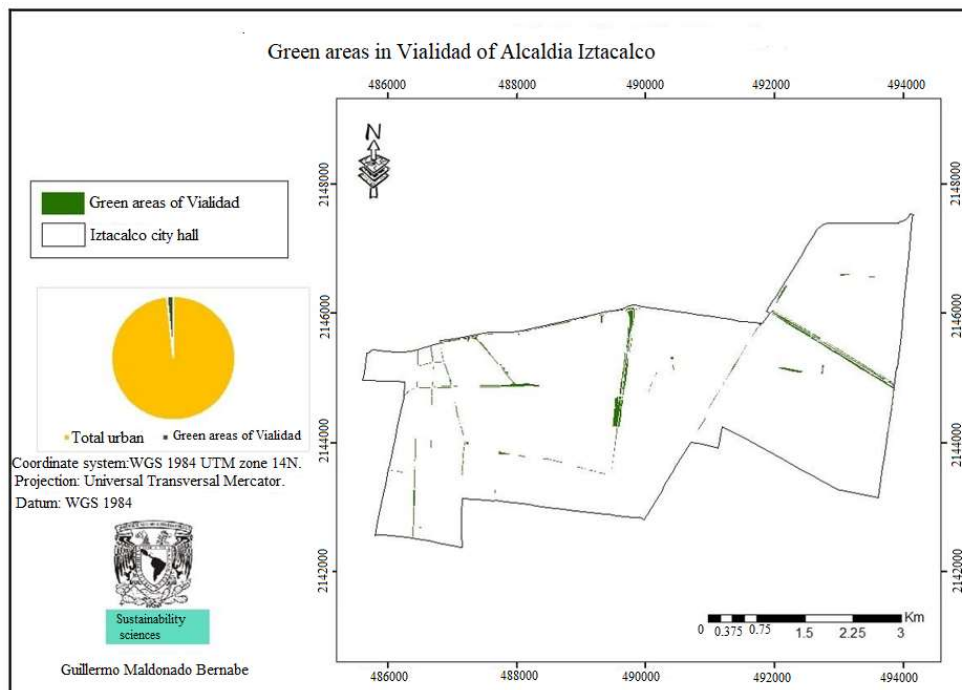 Green areas in Vialidad of Alcaldia Iztacalco
486000 488000 490000 492000 494000
N
2148000 2148000
Green areas of Vialidad
Iztacalco city hall
2146000 2146000
Total urban Green areas of Vialidad
2144000 2144000
Coordinate system:WGS 1984 UTM zone 14N.
Projection: Universal Transversal Mercator.
Datum: WGS 1984
2142000 2142000
Sustainability
sciences
Km
0 0.375 0.75 1.5 2.25 3
Guillermo Maldonado Bernabe
486000 488000 490000 492000 494000